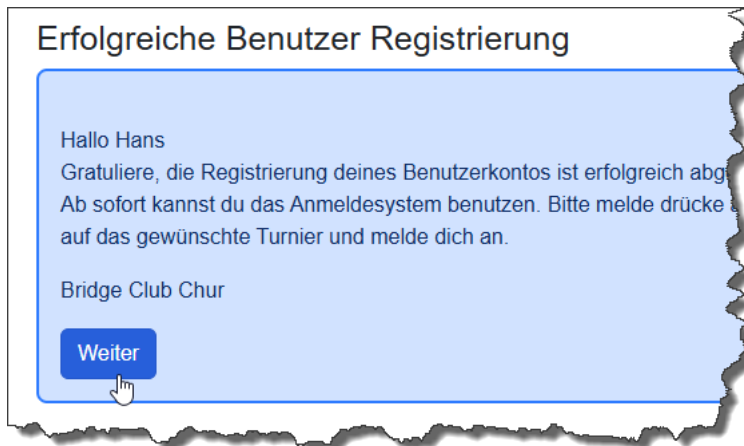 Erfolgreiche Benutzer Registrierung
Hallo Hans
Gratuliere, die Registrierung deines Benutzerkontos ist erfolgreich
Ab sofort kannst du das Anmeldesystem benutzen. Bitte melde drücke
auf das gewünschte Turnier und melde dich an.
Bridge Club Chur
Weiter